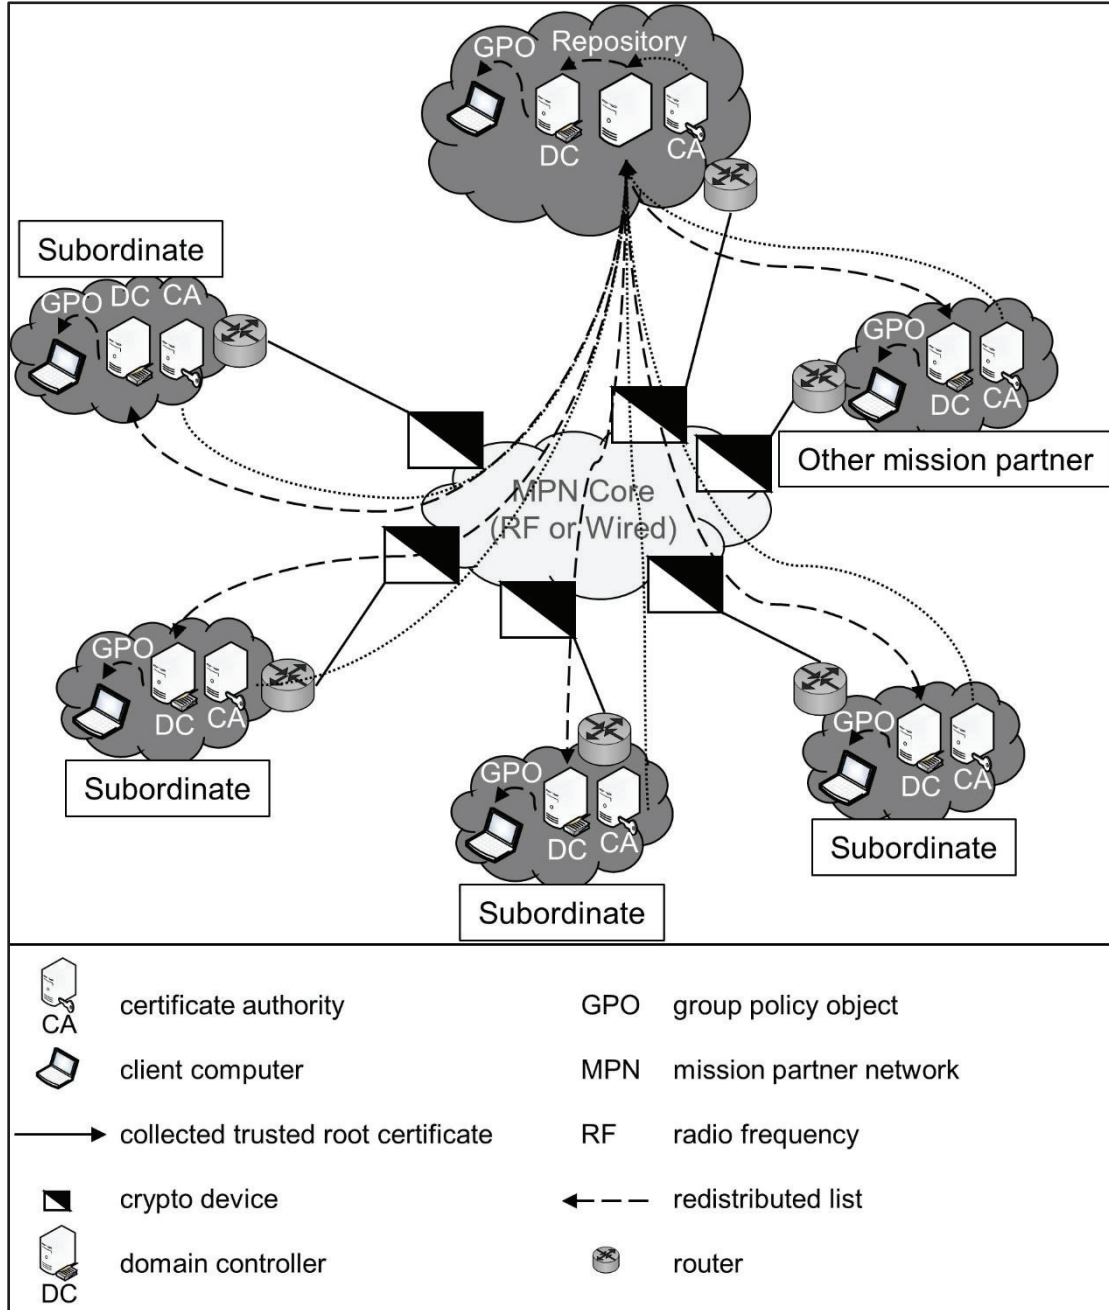 GPO
Repository
DC
CA
Subordinate
GPO
DC
CA
GPO
DC
CA
Other mission partner
MPN Core
(RF or Wired)
GPO
DC
CA
Subordinate
GPO
DC
CA
Subordinate
GPO
DC
CA
Subordinate
CA
certificate authority
client computer
collected trusted root certificate
crypto device
DC
domain controller
GPO group policy object
MPN mission partner network
RF radio frequency
redistributed list
router